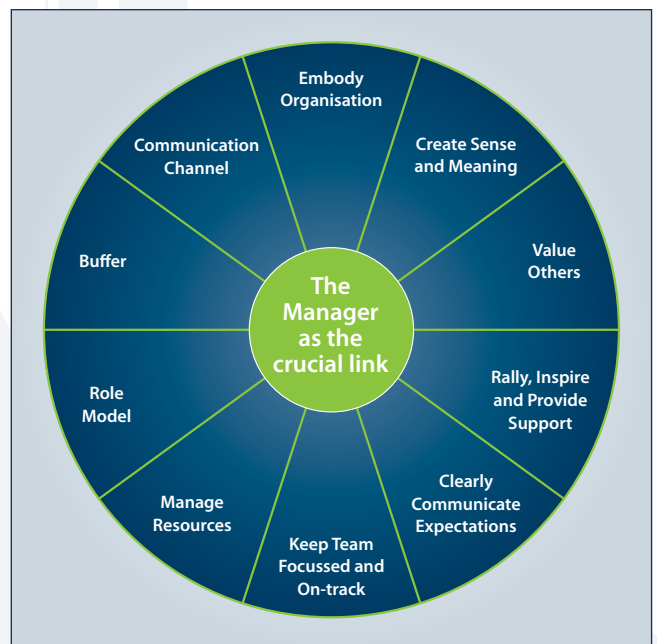 Embody
Organisation
Create Sense
and Meaning
Value
Others
Rally, Inspire
and Provide
Support
Clearly
Communicate
Expectations
Keep Team
Focussed and
On-track
Manage
Resources
Role
Model
Buffer
Communication
Channel
The
Manager
as the
crucial link